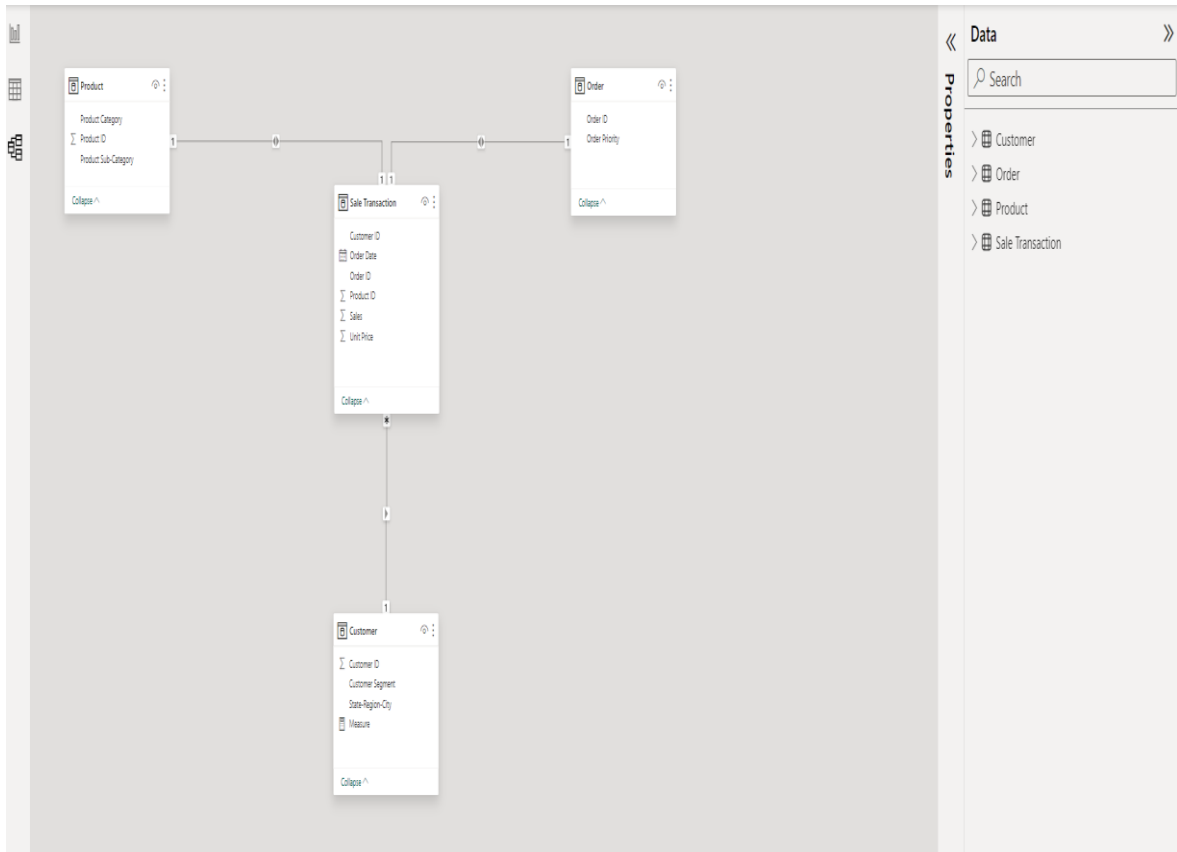 Data
Search
Properties
Customer
Order
Product
Sale Transaction
Product
Product Category
Product ID
Product Sub-Category
Collapse
Order
Order ID
Order Priority
Collapse
1
1
1 1
Sale Transaction
Customer ID
Order Date
Order ID
Product ID
Sales
Unit Price
Collapse
*
1
Customer
Customer ID
Customer Segment
State-Region-City
Measure
Collapse